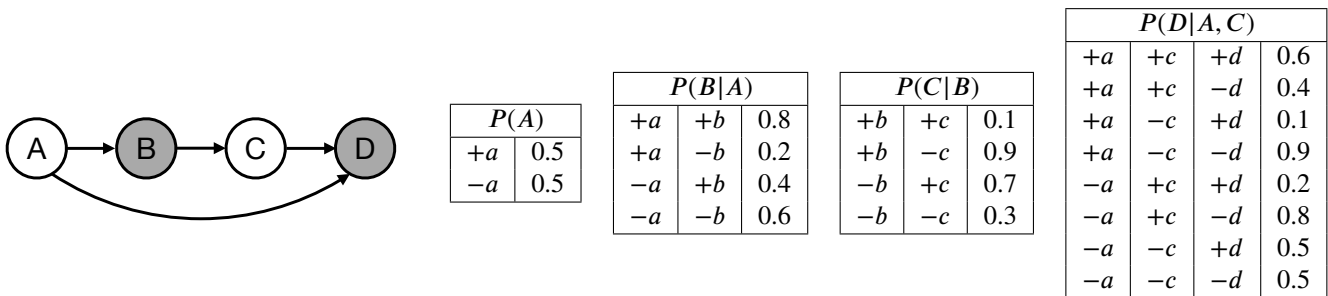 A B C D
P(A)
+a 0.5
−a 0.5
P(B|A)
+a +b 0.8
+a −b 0.2
−a +b 0.4
−a −b 0.6
P(C|B)
+b +c 0.1
+b −c 0.9
−b +c 0.7
−b −c 0.3
P(D|A, C)
+a +c +d 0.6
+a +c −d 0.4
+a −c +d 0.1
+a −c −d 0.9
−a +c +d 0.2
−a +c −d 0.8
−a −c +d 0.5
−a −c −d 0.5